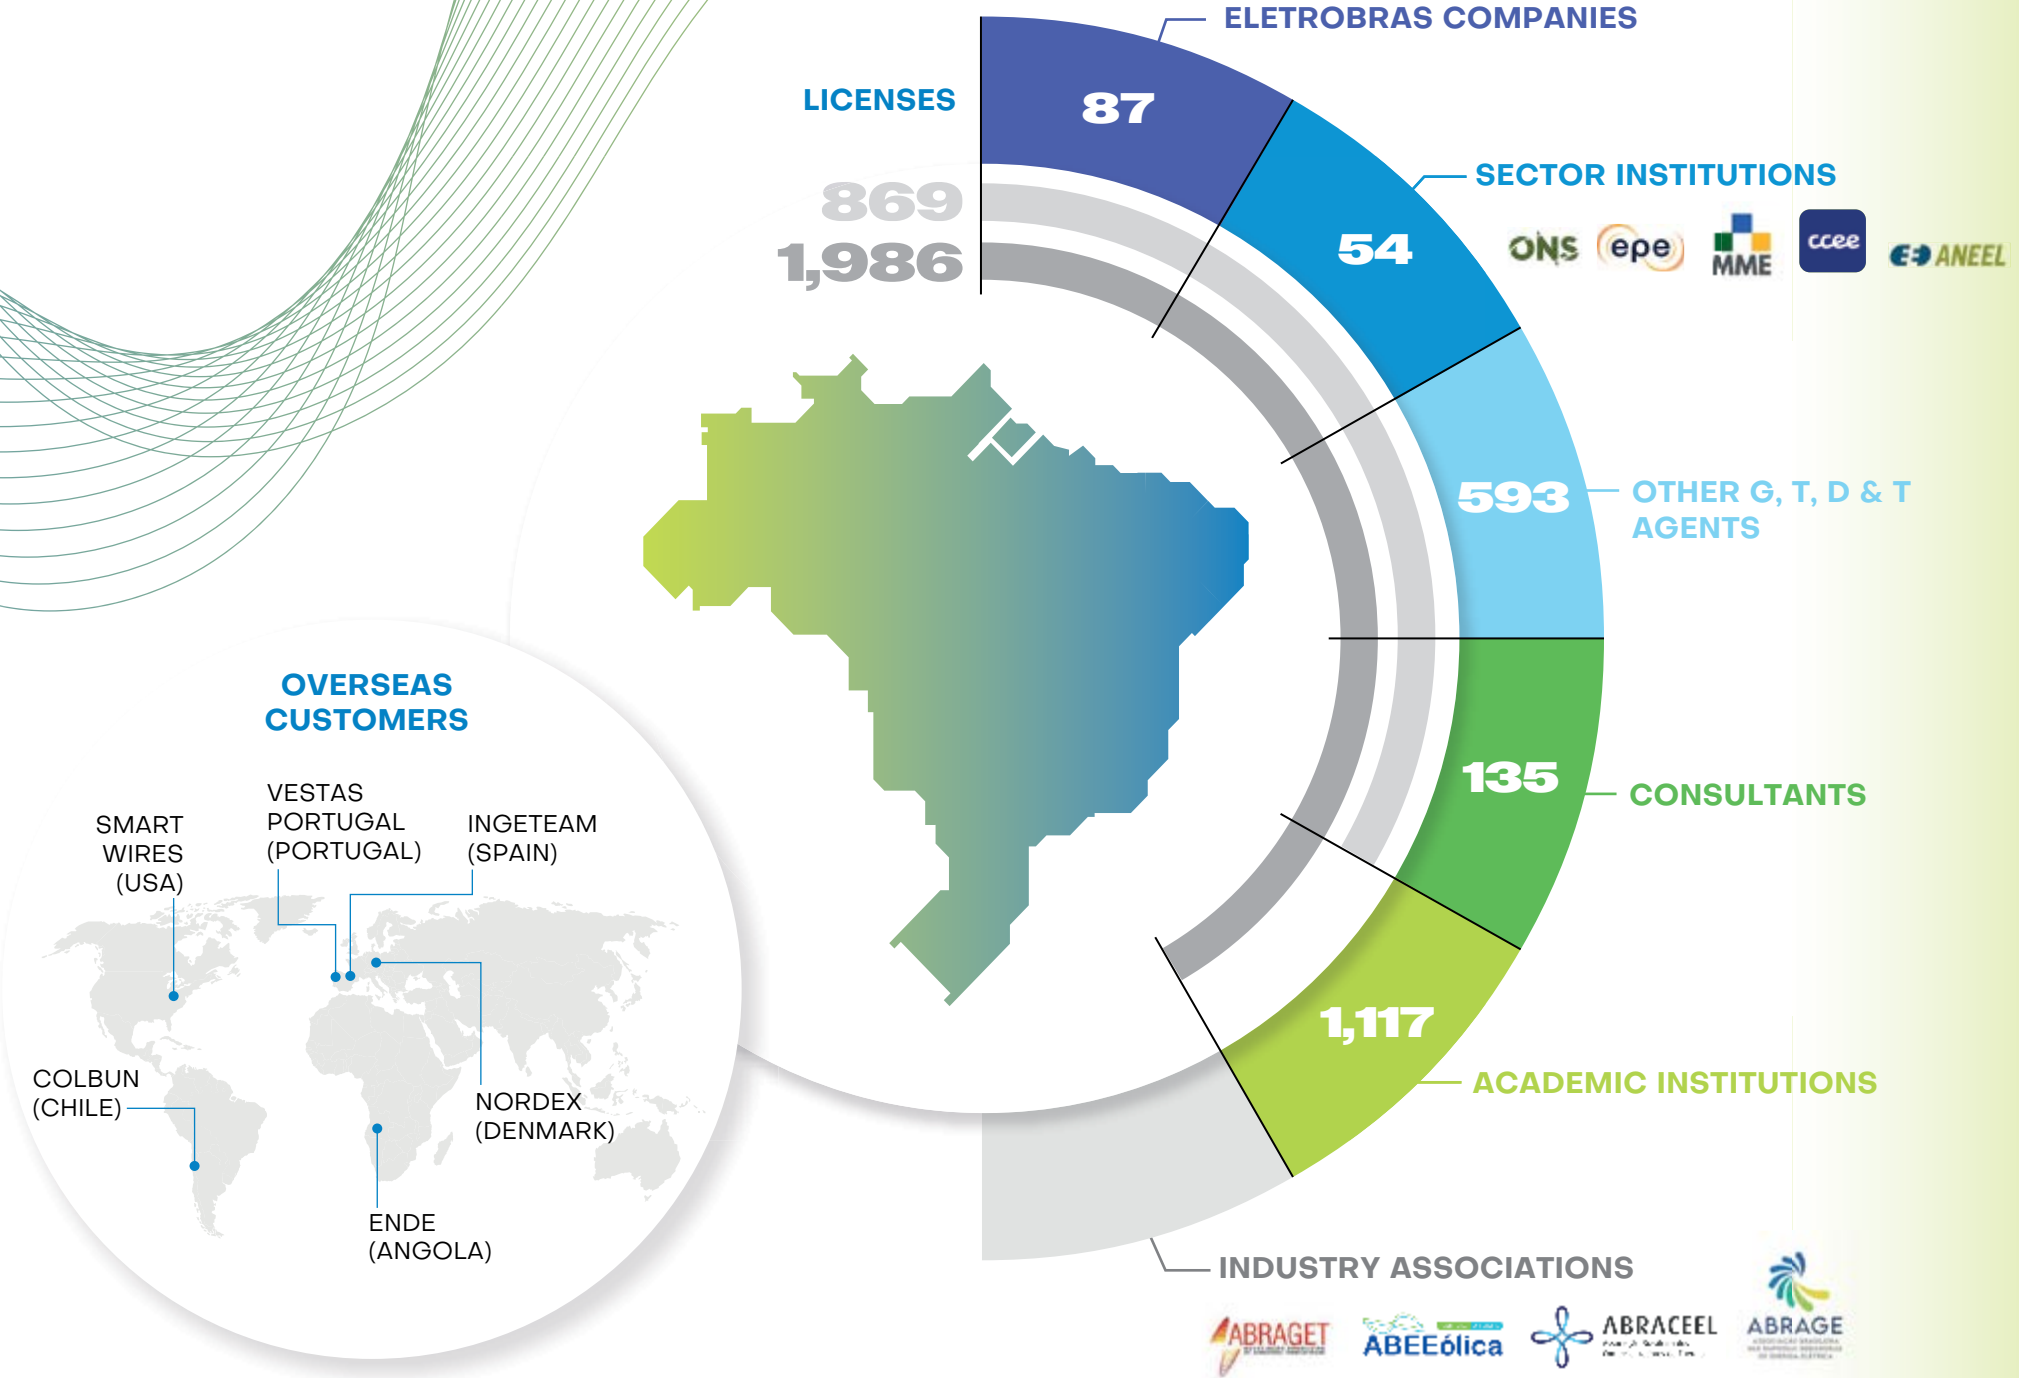 ELETROBRAS COMPANIES
LICENSES
87
869
1,986
SECTOR INSTITUTIONS
54
ONS
epe
MME
ccee
ANEEL
593
OTHER G, T, D & T
AGENTS
135
CONSULTANTS
1,117
ACADEMIC INSTITUTIONS
INDUSTRY ASSOCIATIONS
ABRAGET
ABEEólica
ABRACEEL
ABRAGE
OVERSEAS
CUSTOMERS
SMART
WIRES
(USA)
VESTAS
PORTUGAL
(PORTUGAL)
INGETEAM
(SPAIN)
COLBUN
(CHILE)
NORDEX
(DENMARK)
ENDE
(ANGOLA)